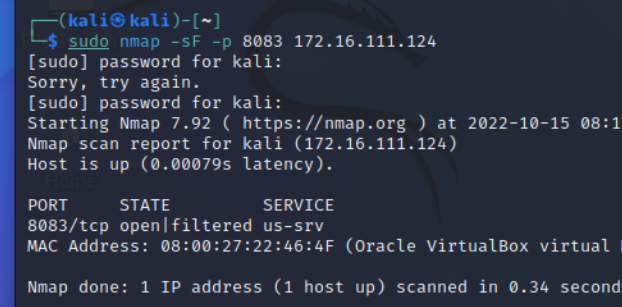 ┌──(kali㉿kali)-[~]
└─$ sudo nmap -sF -p 8083 172.16.111.124
[sudo] password for kali:
Sorry, try again.
[sudo] password for kali:
Starting Nmap 7.92 ( https://nmap.org ) at 2022-10-15 08:1
Nmap scan report for kali (172.16.111.124)
Host is up (0.00079s latency).
Home
PORT     STATE         SERVICE
8083/tcp open|filtered us-srv
MAC Address: 08:00:27:22:46:4F (Oracle VirtualBox virtual
Nmap done: 1 IP address (1 host up) scanned in 0.34 second